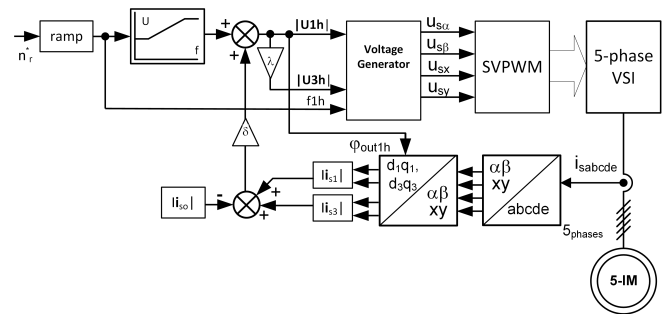 n*r
ramp
U
f
+
+
|U1h|
λ
|U3h|
f1h
Voltage
Generator
usα
usβ
usx
usy
SVPWM
5-phase
VSI
δ
φout1h
|is1|
|is3|
|iso|
-
+
+
d1q1,
d3q3
αβ
xy
αβ
xy
abcde
isabcde
5phases
5-IM